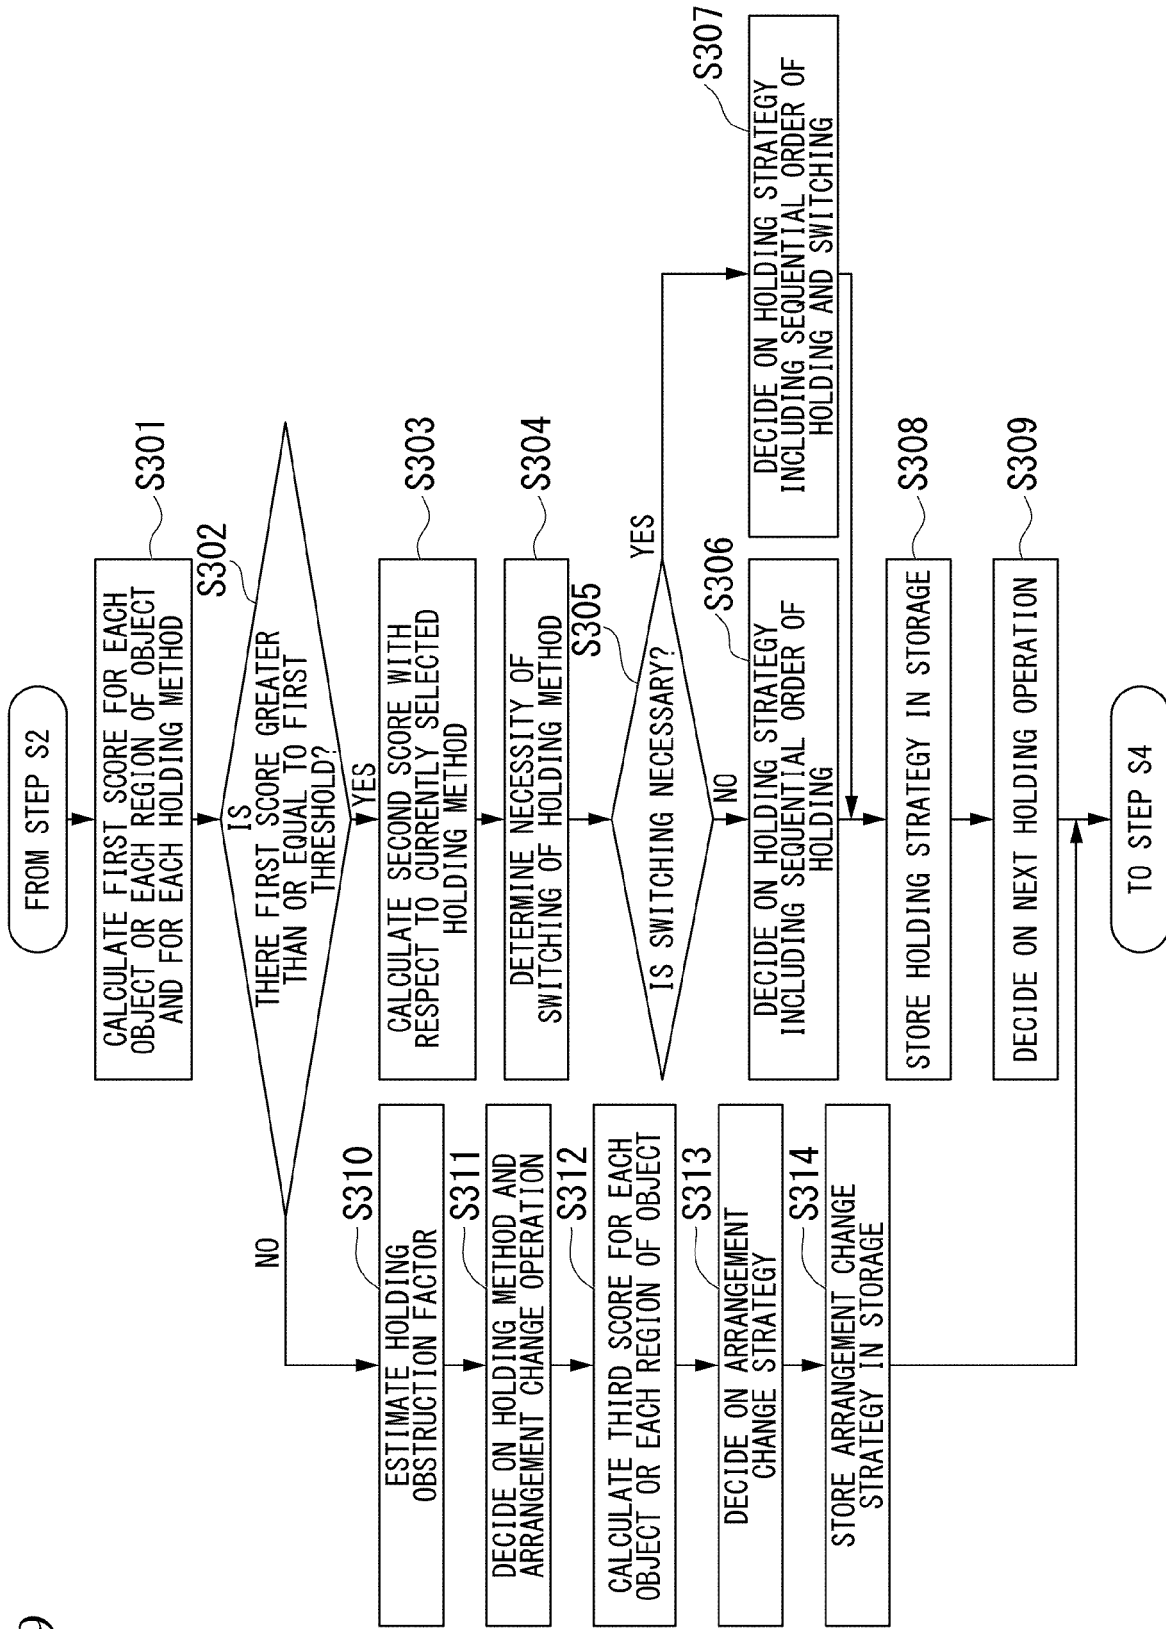 FROM STEP S2
CALCULATE FIRST SCORE FOR EACH
OBJECT OR EACH REGION OF OBJECT
AND FOR EACH HOLDING METHOD
S301
IS
THERE FIRST SCORE GREATER
THAN OR EQUAL TO FIRST
THRESHOLD?
S302
YES
NO
CALCULATE SECOND SCORE WITH
RESPECT TO CURRENTLY SELECTED
HOLDING METHOD
S303
DETERMINE NECESSITY OF
SWITCHING OF HOLDING METHOD
S304
IS SWITCHING NECESSARY?
S305
YES
NO
DECIDE ON HOLDING STRATEGY
INCLUDING SEQUENTIAL ORDER OF
HOLDING
S306
DECIDE ON HOLDING STRATEGY
INCLUDING SEQUENTIAL ORDER OF
HOLDING AND SWITCHING
S307
STORE HOLDING STRATEGY IN STORAGE
S308
DECIDE ON NEXT HOLDING OPERATION
S309
ESTIMATE HOLDING
OBSTRUCTION FACTOR
S310
DECIDE ON HOLDING METHOD AND
ARRANGEMENT CHANGE OPERATION
S311
CALCULATE THIRD SCORE FOR EACH
OBJECT OR EACH REGION OF OBJECT
S312
DECIDE ON ARRANGEMENT
CHANGE STRATEGY
S313
STORE ARRANGEMENT CHANGE
STRATEGY IN STORAGE
S314
TO STEP S4